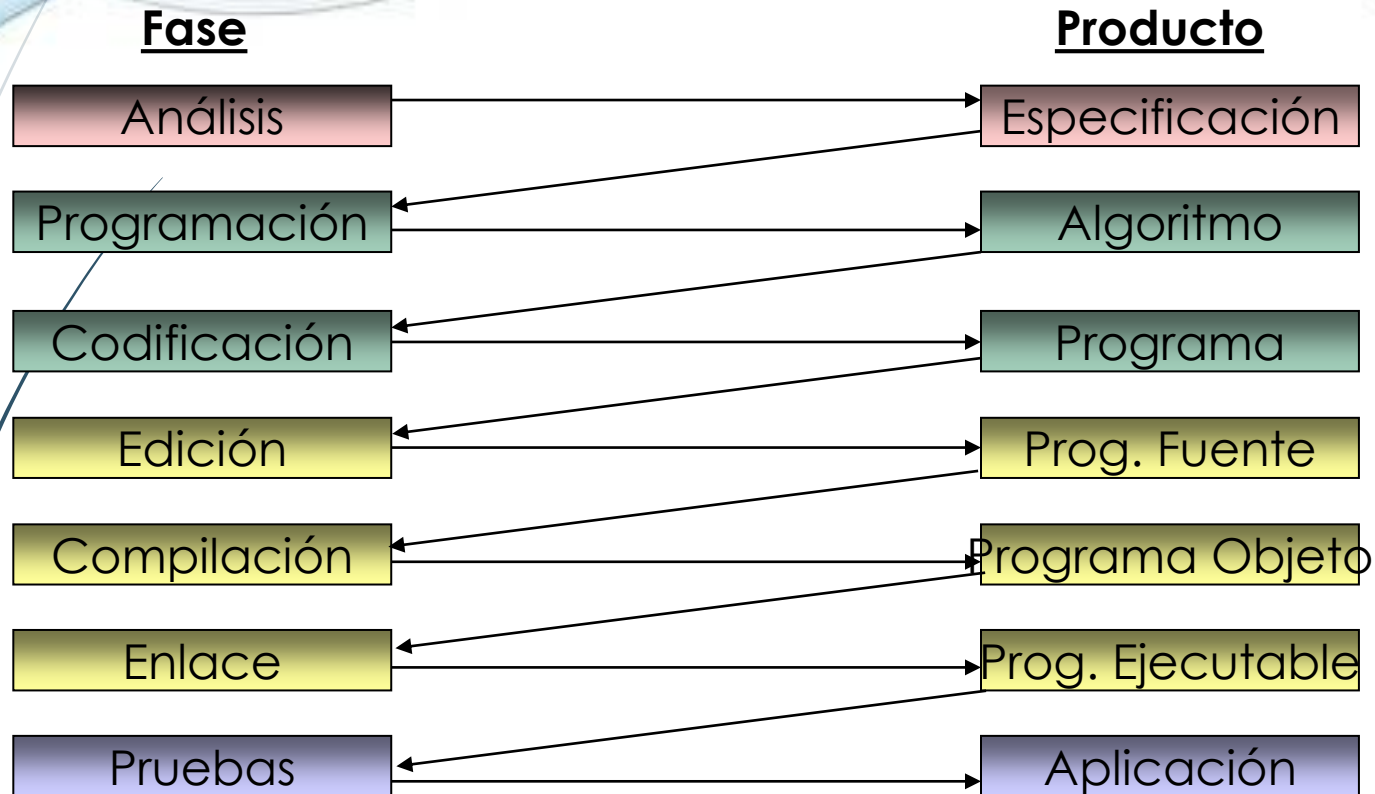 Fase
Producto
Análisis
Especificación
Programación
Algoritmo
Codificación
Programa
Edición
Prog. Fuente
Compilación
Programa Objeto
Enlace
Prog. Ejecutable
Pruebas
Aplicación